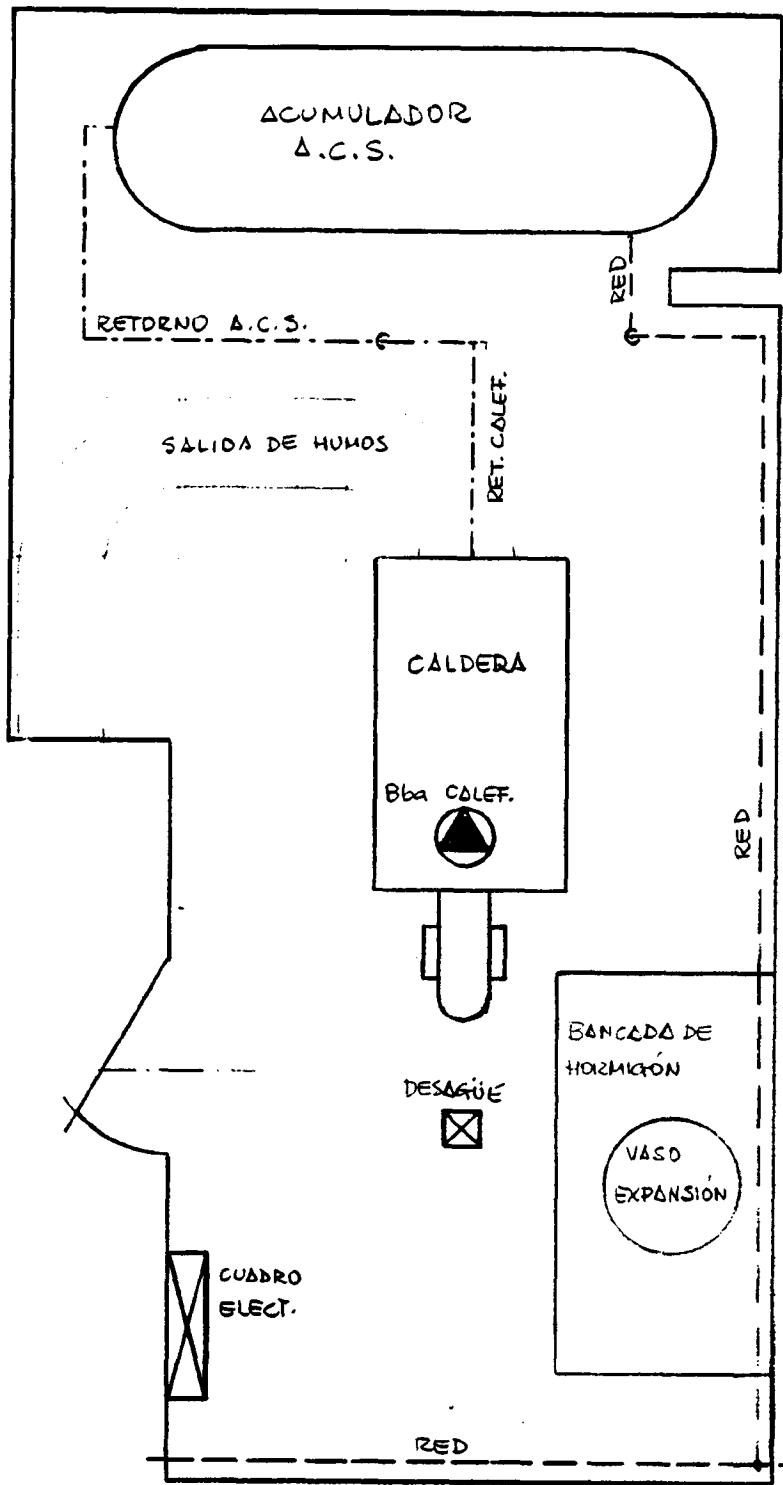 ACUMULADOR
A.C.S.
RED
RETORNO A.C.S.
SALIDA DE HUMOS
RET. CALEF.
CALDERA
Bba CALEF.
RED
BANCADA DE
HORMIGÓN
DESAGÜE
VASO
EXPANSIÓN
CUADRO
ELECT.
RED